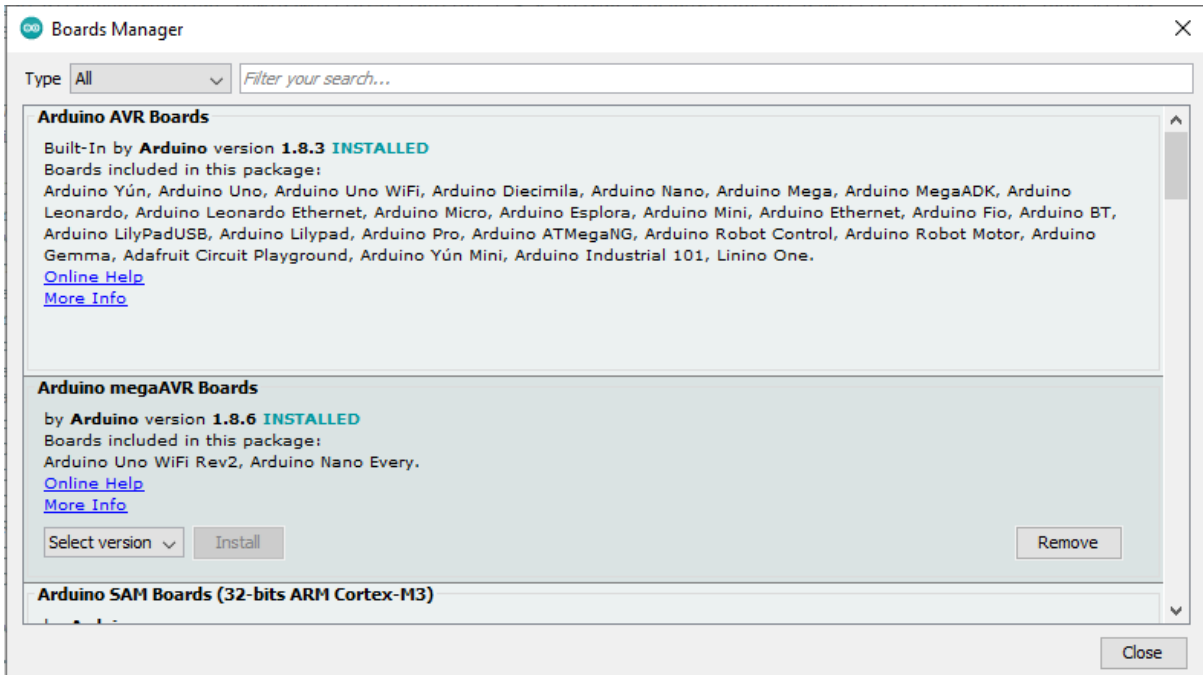 Boards Manager
Type All Filter your search...
Arduino AVR Boards
Built-In by Arduino version 1.8.3 INSTALLED
Boards included in this package:
Arduino Yún, Arduino Uno, Arduino Uno WiFi, Arduino Diecimila, Arduino Nano, Arduino Mega, Arduino MegaADK, Arduino
Leonardo, Arduino Leonardo Ethernet, Arduino Micro, Arduino Esplora, Arduino Mini, Arduino Ethernet, Arduino Fio, Arduino BT,
Arduino LilyPadUSB, Arduino Lilypad, Arduino Pro, Arduino ATMegaNG, Arduino Robot Control, Arduino Robot Motor, Arduino
Gemma, Adafruit Circuit Playground, Arduino Yún Mini, Arduino Industrial 101, Linino One.
Online Help
More Info
Arduino megaAVR Boards
by Arduino version 1.8.6 INSTALLED
Boards included in this package:
Arduino Uno WiFi Rev2, Arduino Nano Every.
Online Help
More Info
Select version Install Remove
Arduino SAM Boards (32-bits ARM Cortex-M3)
Close